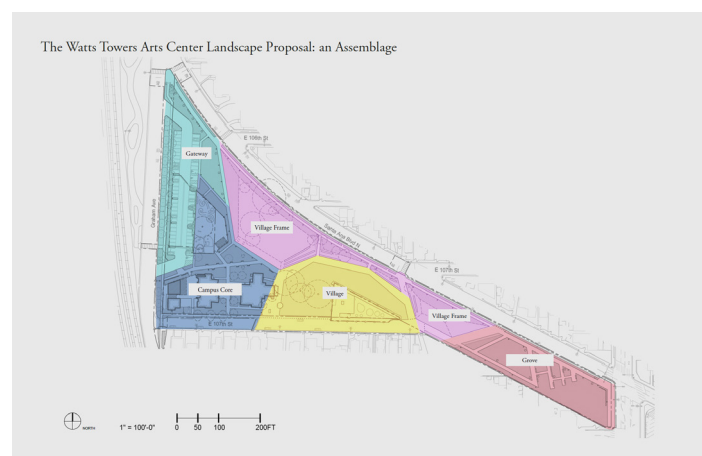 The Watts Towers Arts Center Landscape Proposal: an Assemblage
E 106th St
Gateway
Graham Ave
Village Frame
Santa Ana Blvd N
E 107th St
Campus Core
Village
Village Frame
E 107th St
Grove
NORTH
1" = 100'-0"
0 50 100 200FT